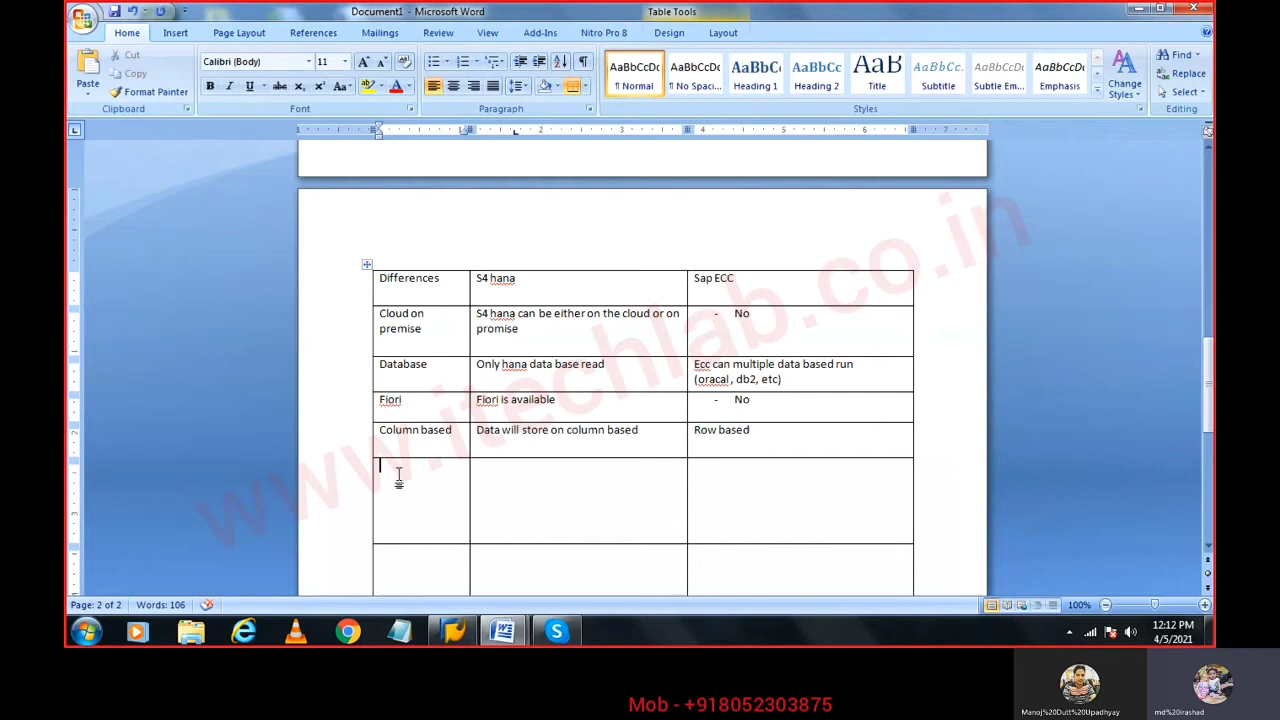 Document1 - Microsoft Word
Table Tools
Home Insert Page Layout References Mailings Review View Add-Ins Nitro Pro 8 Design Layout
Paste
Cut
Copy
Format Painter
Clipboard
Calibri (Body) 11
Font
Paragraph
AaBbCcDc AaBbCcDc AaBbC AaBbCc AaB AaBbCc. AaBbCcDc AaBbCcDc
¶ Normal ¶ No Spaci... Heading 1 Heading 2 Title Subtitle Subtle Em... Emphasis
Change Styles
Styles
Find
Replace
Select
Editing
Differences S4 hana Sap ECC
Cloud on S4 hana can be either on the cloud or on - No
premise promise
Database Only hana data base read Ecc can multiple data based run
(oracal , db2, etc)
Fiori Fiori is available - No
Column based Data will store on column based Row based
www.itechlab.co.in
Page: 2 of 2 Words: 106 100%
12:12 PM
4/5/2021
Manoj%20Dutt%20Upadhyay md%20irashad
Mob - +918052303875